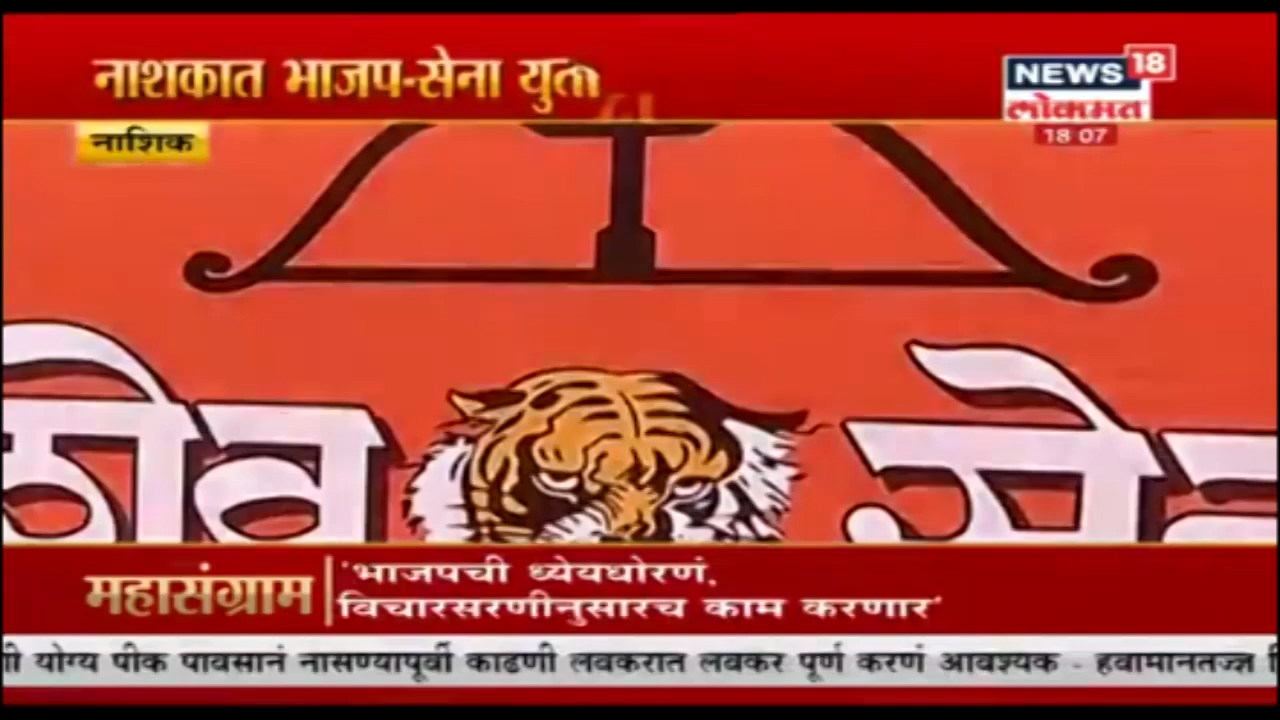 नाशकात भाजप-सेना
NEWS 18
लोकमत
18 07
नाशिक
महासंग्राम
'भाजपची ध्येयधोरणं,
विचारसरणीनुसारच काम करणार'
योग्य पीक पावसानं नासण्यापूर्वी काढणी लवकरात लवकर पूर्ण करणं आवश्यक - हवामानतज्ज्ञ